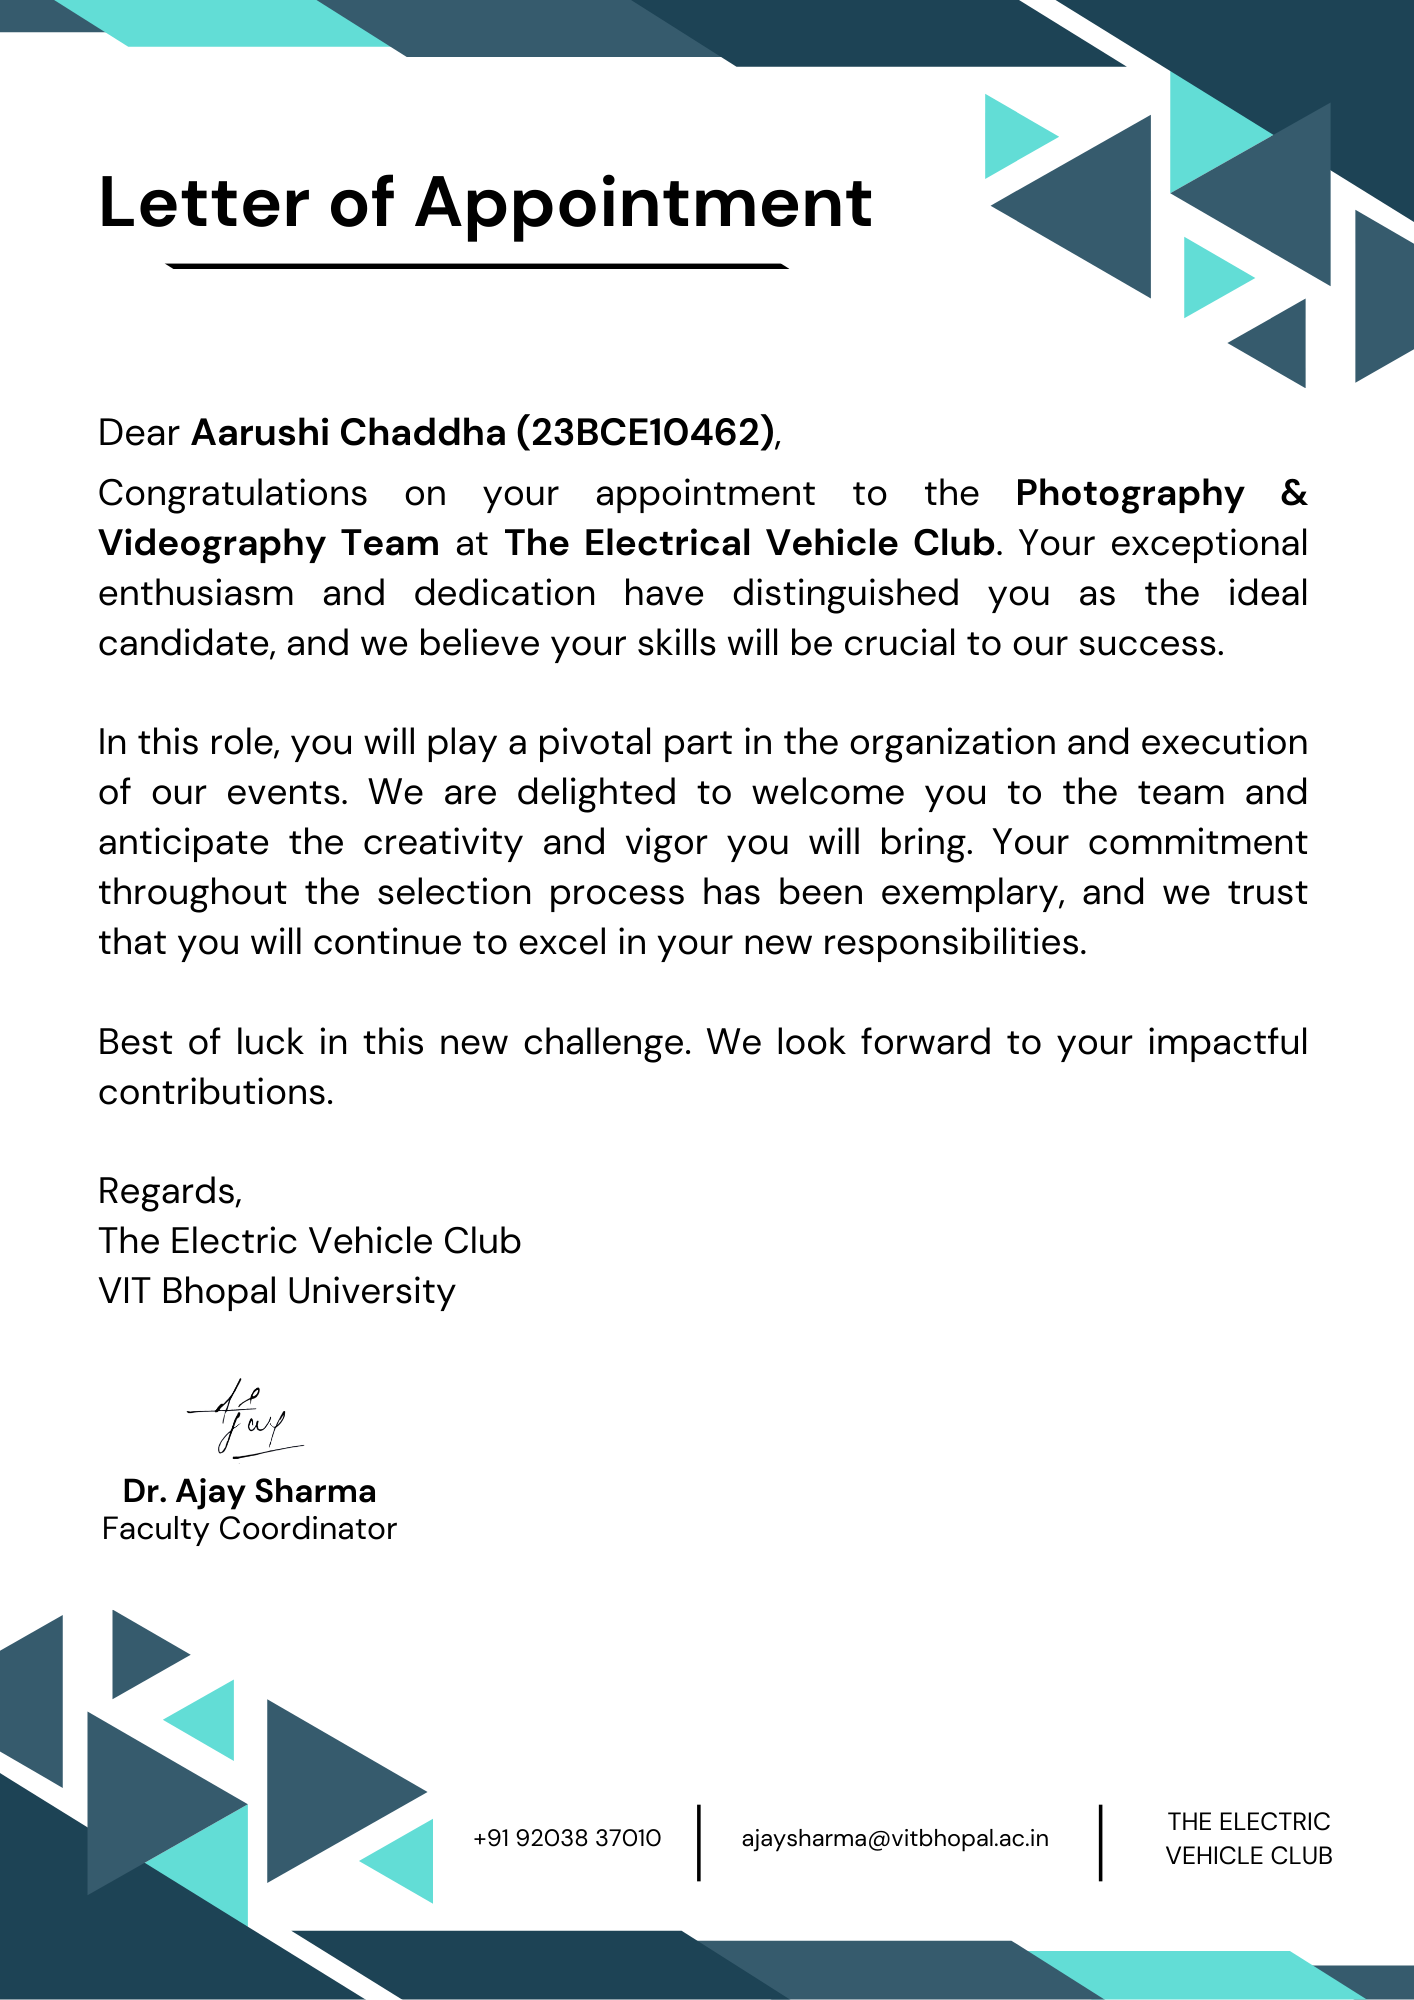 Letter of Appointment
Dear Aarushi Chaddha (23BCE10462),
Congratulations on your appointment to the Photography &
Videography Team at The Electrical Vehicle Club. Your exceptional
enthusiasm and dedication have distinguished you as the ideal
candidate, and we believe your skills will be crucial to our success.
In this role, you will play a pivotal part in the organization and execution
of our events. We are delighted to welcome you to the team and
anticipate the creativity and vigor you will bring. Your commitment
throughout the selection process has been exemplary, and we trust
that you will continue to excel in your new responsibilities.
Best of luck in this new challenge. We look forward to your impactful
contributions.
Regards,
The Electric Vehicle Club
VIT Bhopal University
Ajay
Dr. Ajay Sharma
Faculty Coordinator
+91 92038 37010
ajaysharma@vitbhopal.ac.in
THE ELECTRIC
VEHICLE CLUB